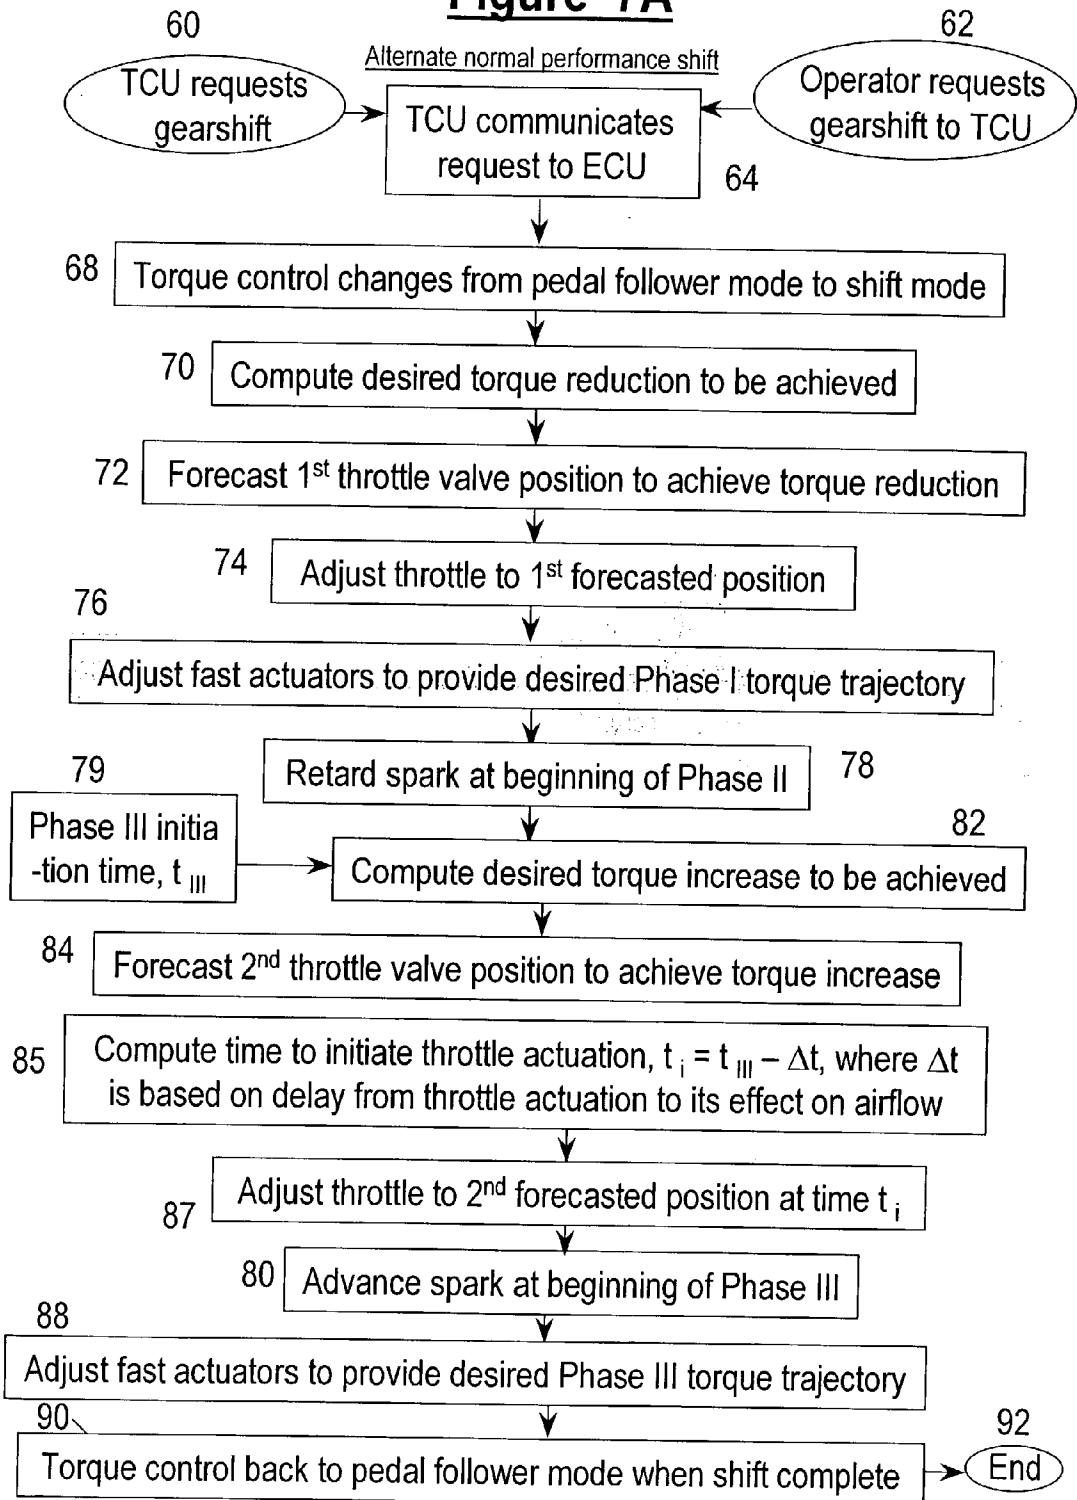 Figure 7A
60
62
Alternate normal performance shift
TCU requests
gearshift
Operator requests
gearshift to TCU
TCU communicates
request to ECU
64
68
Torque control changes from pedal follower mode to shift mode
70
Compute desired torque reduction to be achieved
72
Forecast 1st throttle valve position to achieve torque reduction
74
Adjust throttle to 1st forecasted position
76
Adjust fast actuators to provide desired Phase I torque trajectory
Retard spark at beginning of Phase II
78
79
Phase III initia
-tion time, t III
82
Compute desired torque increase to be achieved
84
Forecast 2nd throttle valve position to achieve torque increase
85
Compute time to initiate throttle actuation, t i = t III – Δt, where Δt
is based on delay from throttle actuation to its effect on airflow
Adjust throttle to 2nd forecasted position at time t i
87
80
Advance spark at beginning of Phase III
88
Adjust fast actuators to provide desired Phase III torque trajectory
90
Torque control back to pedal follower mode when shift complete
92
End